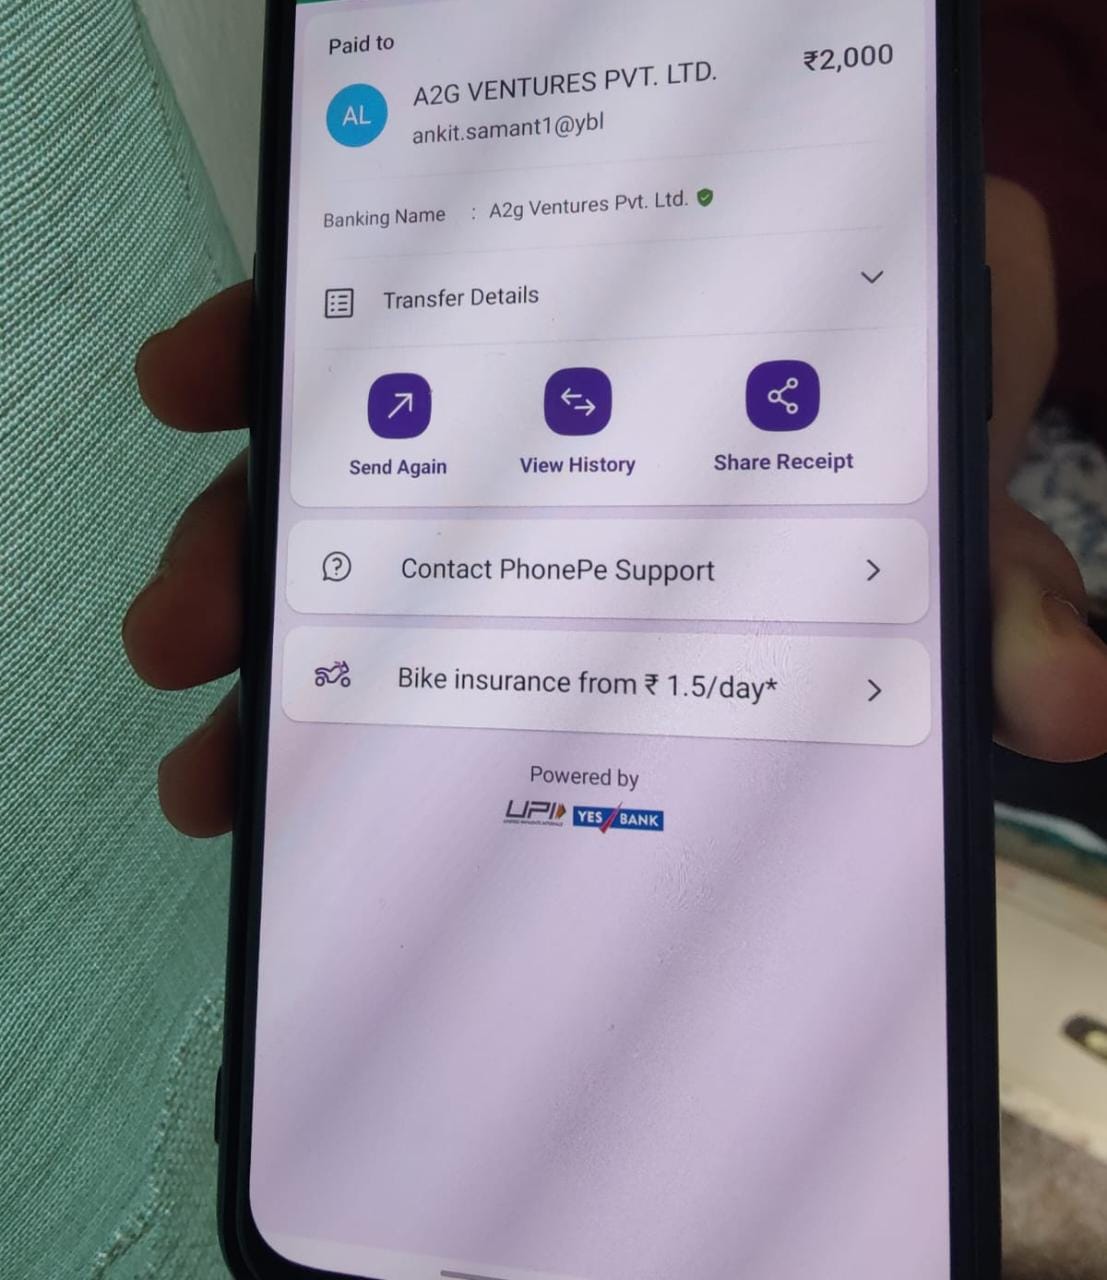 Paid to
AL
A2G VENTURES PVT. LTD.
₹2,000
ankit.samant1@ybl
Banking Name : A2g Ventures Pvt. Ltd.
Transfer Details
Send Again
View History
Share Receipt
Contact PhonePe Support
Bike insurance from ₹ 1.5/day*
Powered by
UPI YES BANK